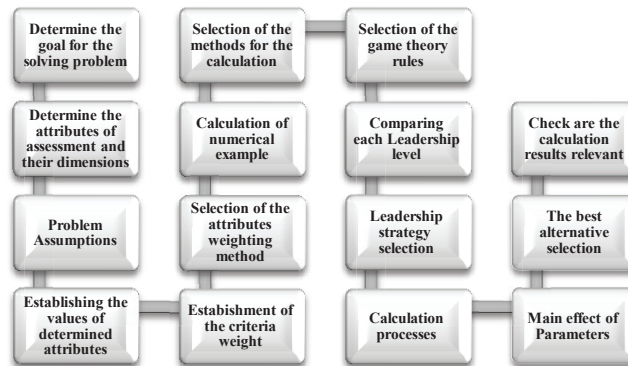 Determine the
goal for the
solving problem
Determine the
attributes of
assessment and
their dimensions
Problem
Assumptions
Establishing the
values of
determined
attributes
Estabishment of
the criteria
weight
Selection of the
attributes
weighting
method
Calculation of
numerical
example
Selection of the
methods for the
calculation
Selection of the
game theory
rules
Comparing
each Leadership
level
Leadership
strategy
selection
Calculation
processes
Main effect of
Parameters
The best
alternative
selection
Check are the
calculation
results relevant